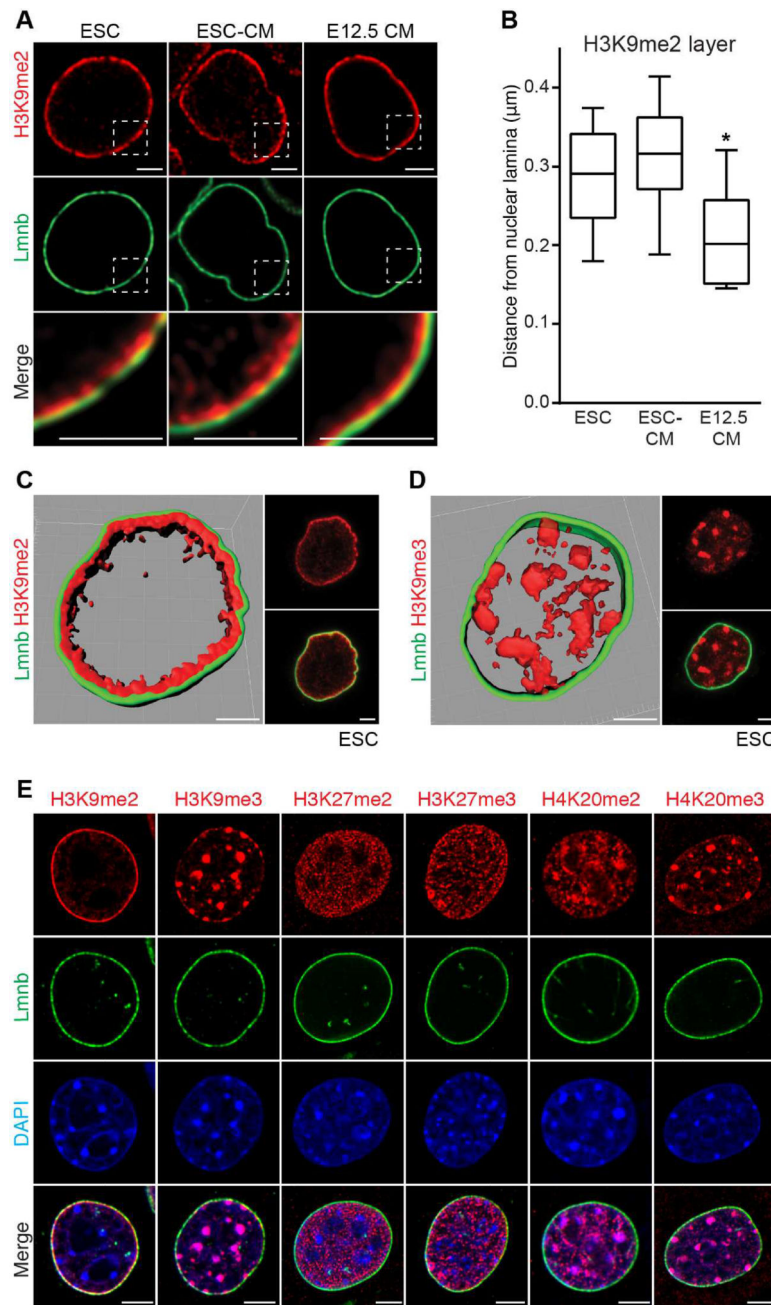 A
ESC
ESC-CM
E12.5 CM
H3K9me2
Lmnb
Merge
B
H3K9me2 layer
Distance from nuclear lamina (µm)
0.4
0.3
0.2
0.1
0.0
*
ESC
ESC-
CM
E12.5
CM
C
Lmnb H3K9me2
ESC
D
Lmnb H3K9me3
ESC
E
H3K9me2
H3K9me3
H3K27me2
H3K27me3
H4K20me2
H4K20me3
Lmnb
DAPI
Merge